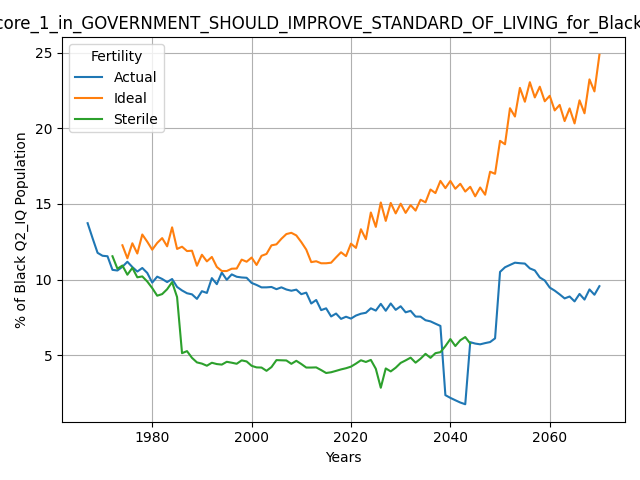 core_1_in_GOVERNMENT_SHOULD_IMPROVE_STANDARD_OF_LIVING_for_Black
Fertility
Actual
Ideal
Sterile
% of Black Q2_IQ Population
25
20
15
10
5
1980 2000 2020 2040 2060
Years